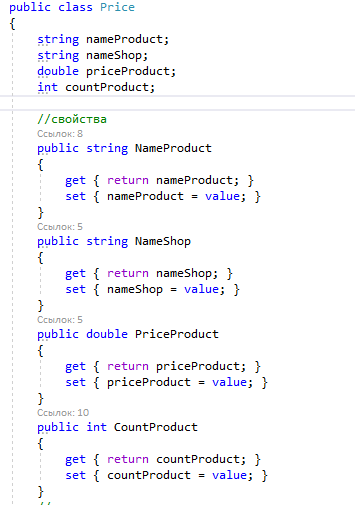 public class Price
{
string nameProduct;
string nameShop;
double priceProduct;
int countProduct;
//свойства
Ссылок: 8
public string NameProduct
{
get { return nameProduct; }
set { nameProduct = value; }
}
Ссылок: 5
public string NameShop
{
get { return nameShop; }
set { nameShop = value; }
}
Ссылок: 5
public double PriceProduct
{
get { return priceProduct; }
set { priceProduct = value; }
}
Ссылок: 10
public int CountProduct
{
get { return countProduct; }
set { countProduct = value; }
}
//